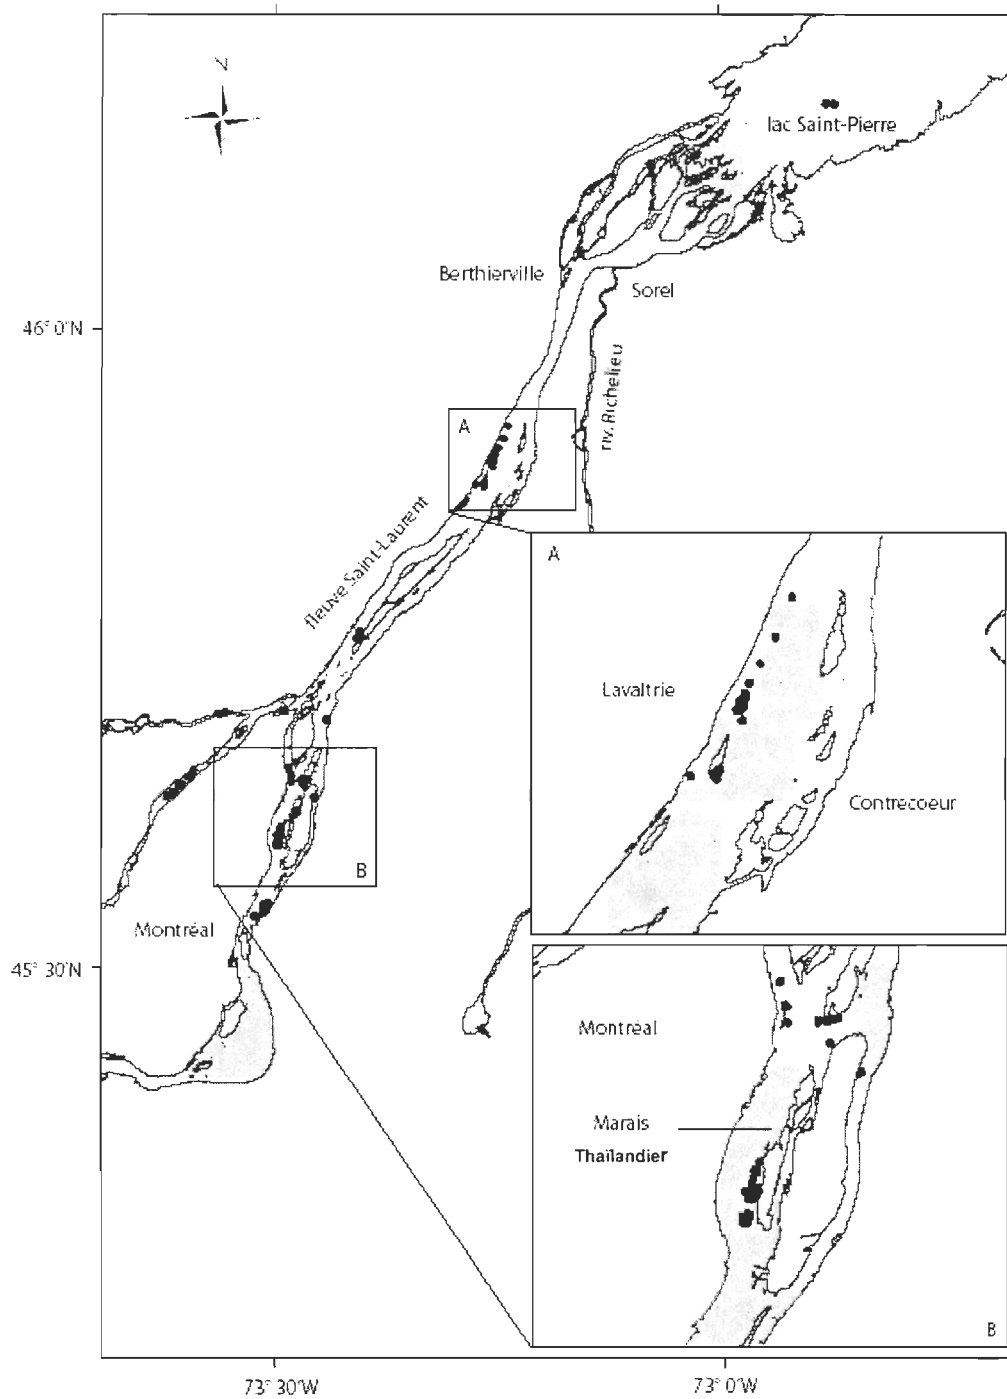 Z
lac Saint-Pierre
Berthierville
Sorel
46° 0'N
riv. Richelieu
A
fleuve Saint-Laurent
A
Lavaltrie
Contrecoeur
B
Montréal
45° 30'N
Montréal
Marais
Thaïlandier
B
73° 30'W
73° 0'W